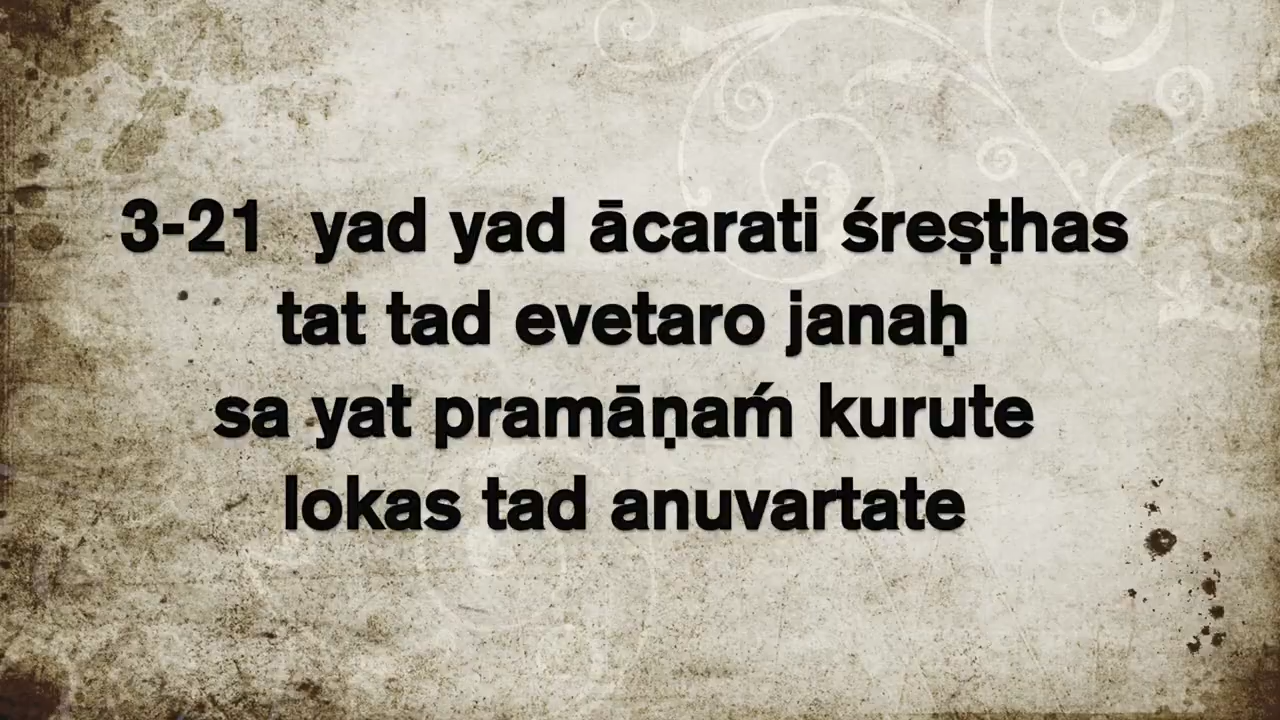 3-21 yad yad ācarati śreṣṭhas
tat tad evetaro janaḥ
sa yat pramāṇaḿ kurute
lokas tad anuvartate